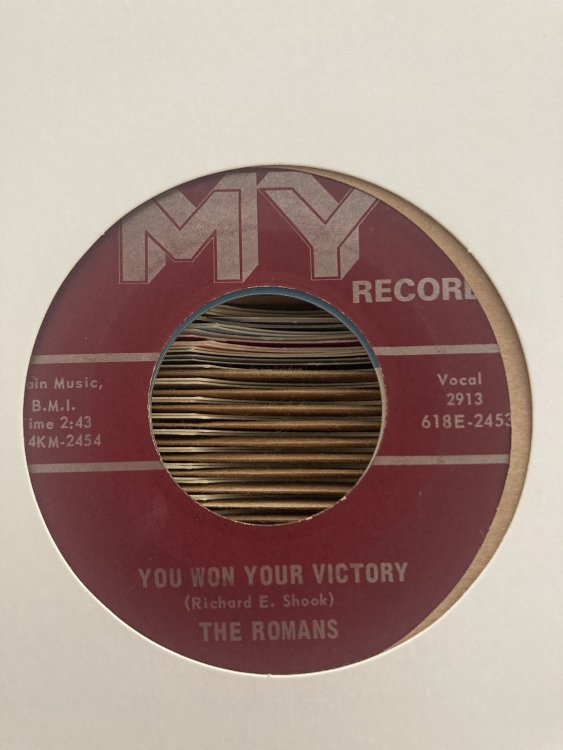 MY
RECORD
ain Music,
B.M.I.
ime 2:43
4KM-2454
Vocal
2913
618E-2453
YOU WON YOUR VICTORY
(Richard E. Shook)
THE ROMANS